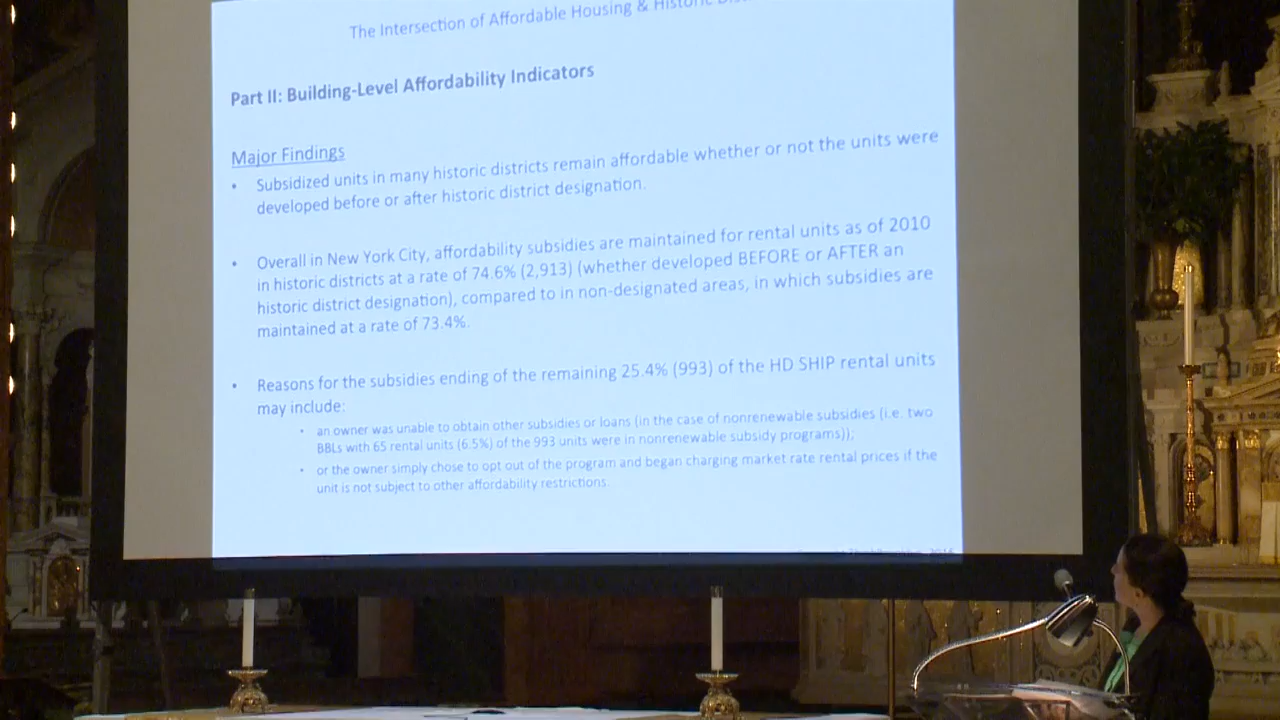 The Intersection of Affordable Housing & Historic
Part II: Building-Level Affordability Indicators
Major Findings
• Subsidized units in many historic districts remain affordable whether or not the units were
developed before or after historic district designation.
• Overall in New York City, affordability subsidies are maintained for rental units as of 2010
in historic districts at a rate of 74.6% (2,913) (whether developed BEFORE or AFTER an
historic district designation), compared to in non-designated areas, in which subsidies are
maintained at a rate of 73.4%.
• Reasons for the subsidies ending of the remaining 25.4% (993) of the HD SHIP rental units
may include:
• an owner was unable to obtain other subsidies or loans (in the case of nonrenewable subsidies (i.e. two
BBLs with 65 rental units (6.5%) of the 993 units were in nonrenewable subsidy programs));
• or the owner simply chose to opt out of the program and began charging market rate rental prices if the
unit is not subject to other affordability restrictions.